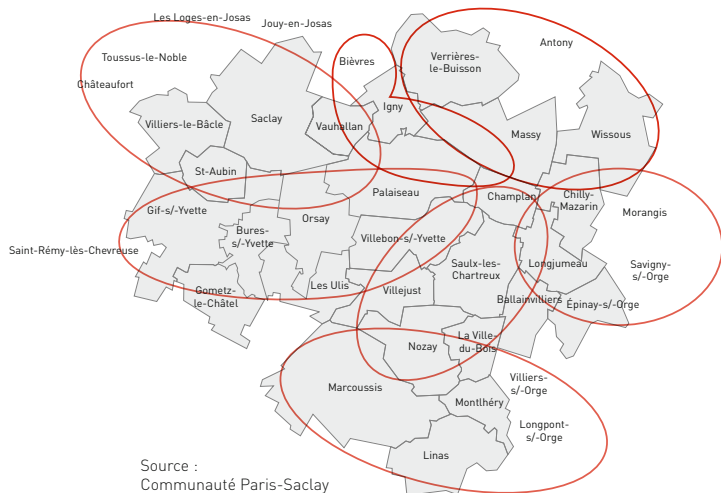 Les Loges-en-Josas
Jouy-en-Josas
Antony
Toussus-le-Noble
Bièvres
Verrières-
le-Buisson
Châteaufort
Igny
Saclay
Villiers-le-Bâcle
Vauhallan
Massy
Wissous
St-Aubin
Palaiseau
Champlan
Chilly-
Mazarin
Gif-s/-Yvette
Orsay
Morangis
Bures-
s/-Yvette
Villebon-s/-Yvette
Saint-Rémy-lès-Chevreuse
Saulx-les-
Chartreux
Longjumeau
Savigny-
s/-Orge
Gometz-
le-Châtel
Les Ulis
Villejust
Ballainvilliers
Épinay-s/-Orge
Nozay
La Ville-
du-Bois
Marcoussis
Villiers-
s/-Orge
Montlhéry
Longpont-
s/-Orge
Linas
Source :
Communauté Paris-Saclay